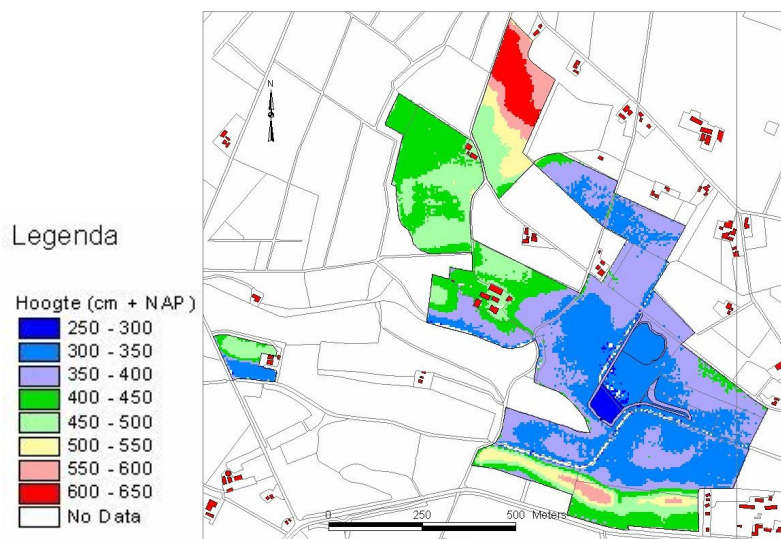 N
Legenda
Hoogte (cm + NAP)
250 - 300
300 - 350
350 - 400
400 - 450
450 - 500
500 - 550
550 - 600
600 - 650
No Data
0 250 500 Meters